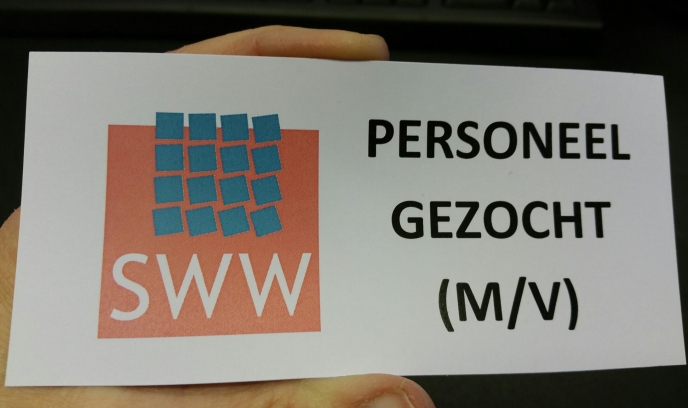 SWW
PERSONEEL
GEZOCHT
(M/V)